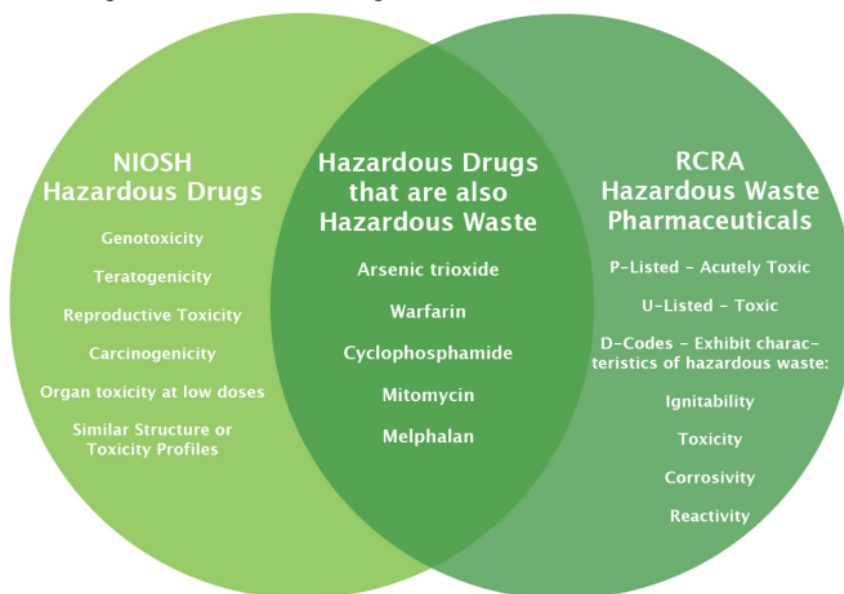 NIOSH
Hazardous Drugs
Genotoxicity
Teratogenicity
Reproductive Toxicity
Carcinogenicity
Organ toxicity at low doses
Similar Structure or
Toxicity Profiles
Hazardous Drugs
that are also
Hazardous Waste
Arsenic trioxide
Warfarin
Cyclophosphamide
Mitomycin
Melphalan
RCRA
Hazardous Waste
Pharmaceuticals
P-Listed – Acutely Toxic
U-Listed – Toxic
D-Codes – Exhibit charac-
teristics of hazardous waste:
Ignitability
Toxicity
Corrosivity
Reactivity